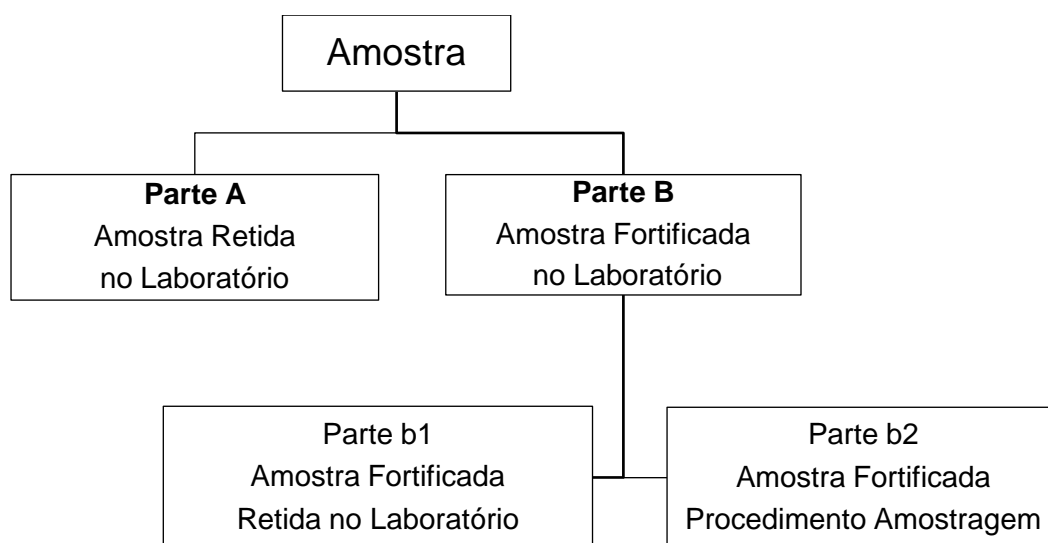 Amostra
Parte A
Amostra Retida
no Laboratório
Parte B
Amostra Fortificada
no Laboratório
Parte b1
Amostra Fortificada
Retida no Laboratório
Parte b2
Amostra Fortificada
Procedimento Amostragem